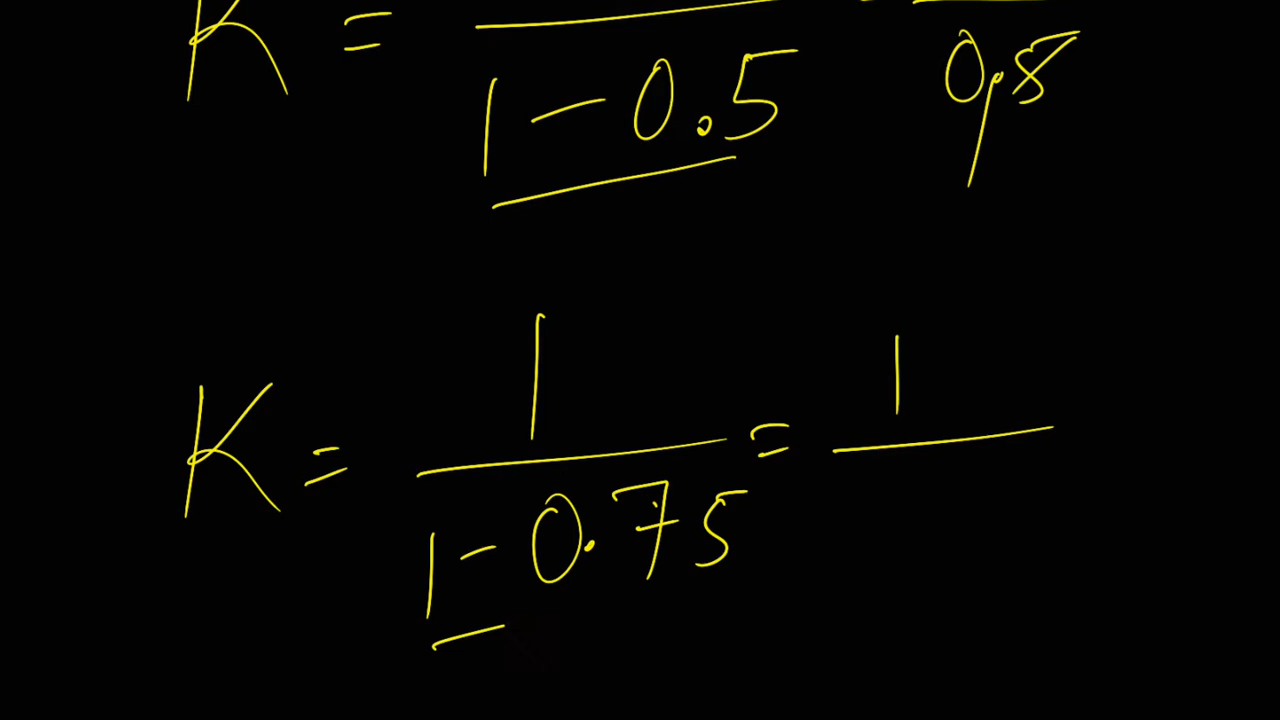 K = 
1 - 0.5 0,8
K = 1 = 1
1 - 0.75